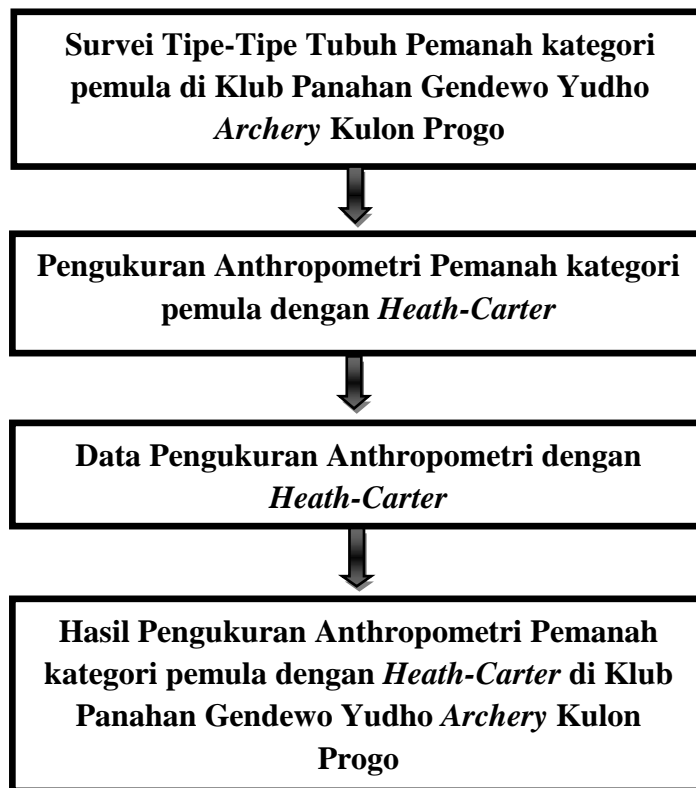 Survei Tipe-Tipe Tubuh Pemanah kategori
pemula di Klub Panahan Gendewo Yudho
Archery Kulon Progo
Pengukuran Anthropometri Pemanah kategori
pemula dengan Heath-Carter
Data Pengukuran Anthropometri dengan
Heath-Carter
Hasil Pengukuran Anthropometri Pemanah
kategori pemula dengan Heath-Carter di Klub
Panahan Gendewo Yudho Archery Kulon
Progo